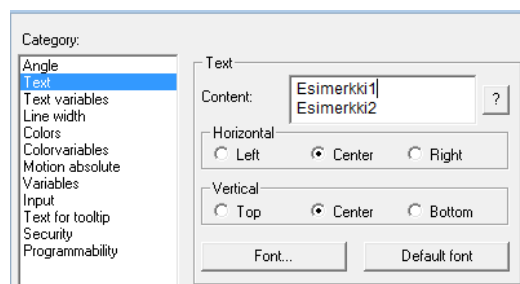 Category:
Angle
Text
Text variables
Line width
Colors
Colorvariables
Motion absolute
Variables
Input
Text for tooltip
Security
Programmability
Text
Content:
Esimerkki1
Esimerkki2
?
Horizontal
Left Center Right
Vertical
Top Center Bottom
Font... Default font